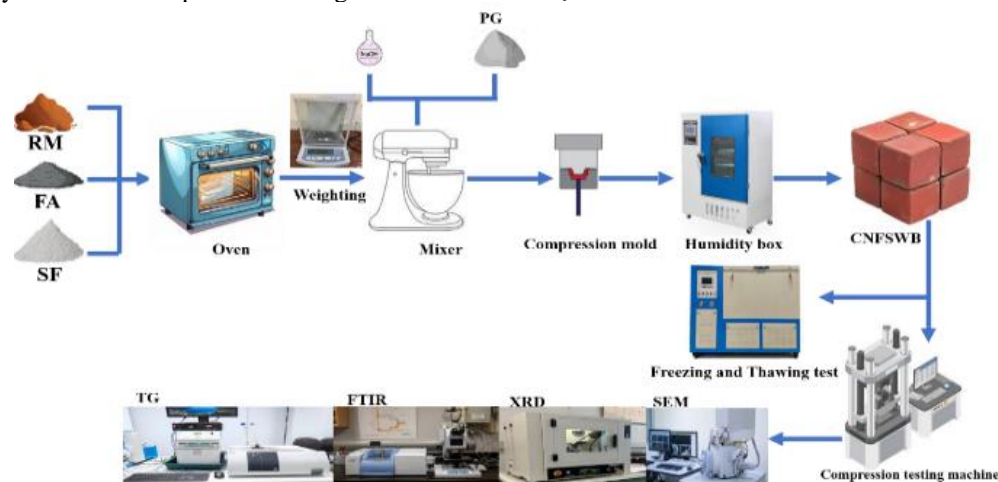 PG
RM
FA
SF
Oven
Weighting
Mixer
Compression mold
Humidity box
CNFSWB
Freezing and Thawing test
TG
FTIR
XRD
SEM
Compression testing machine